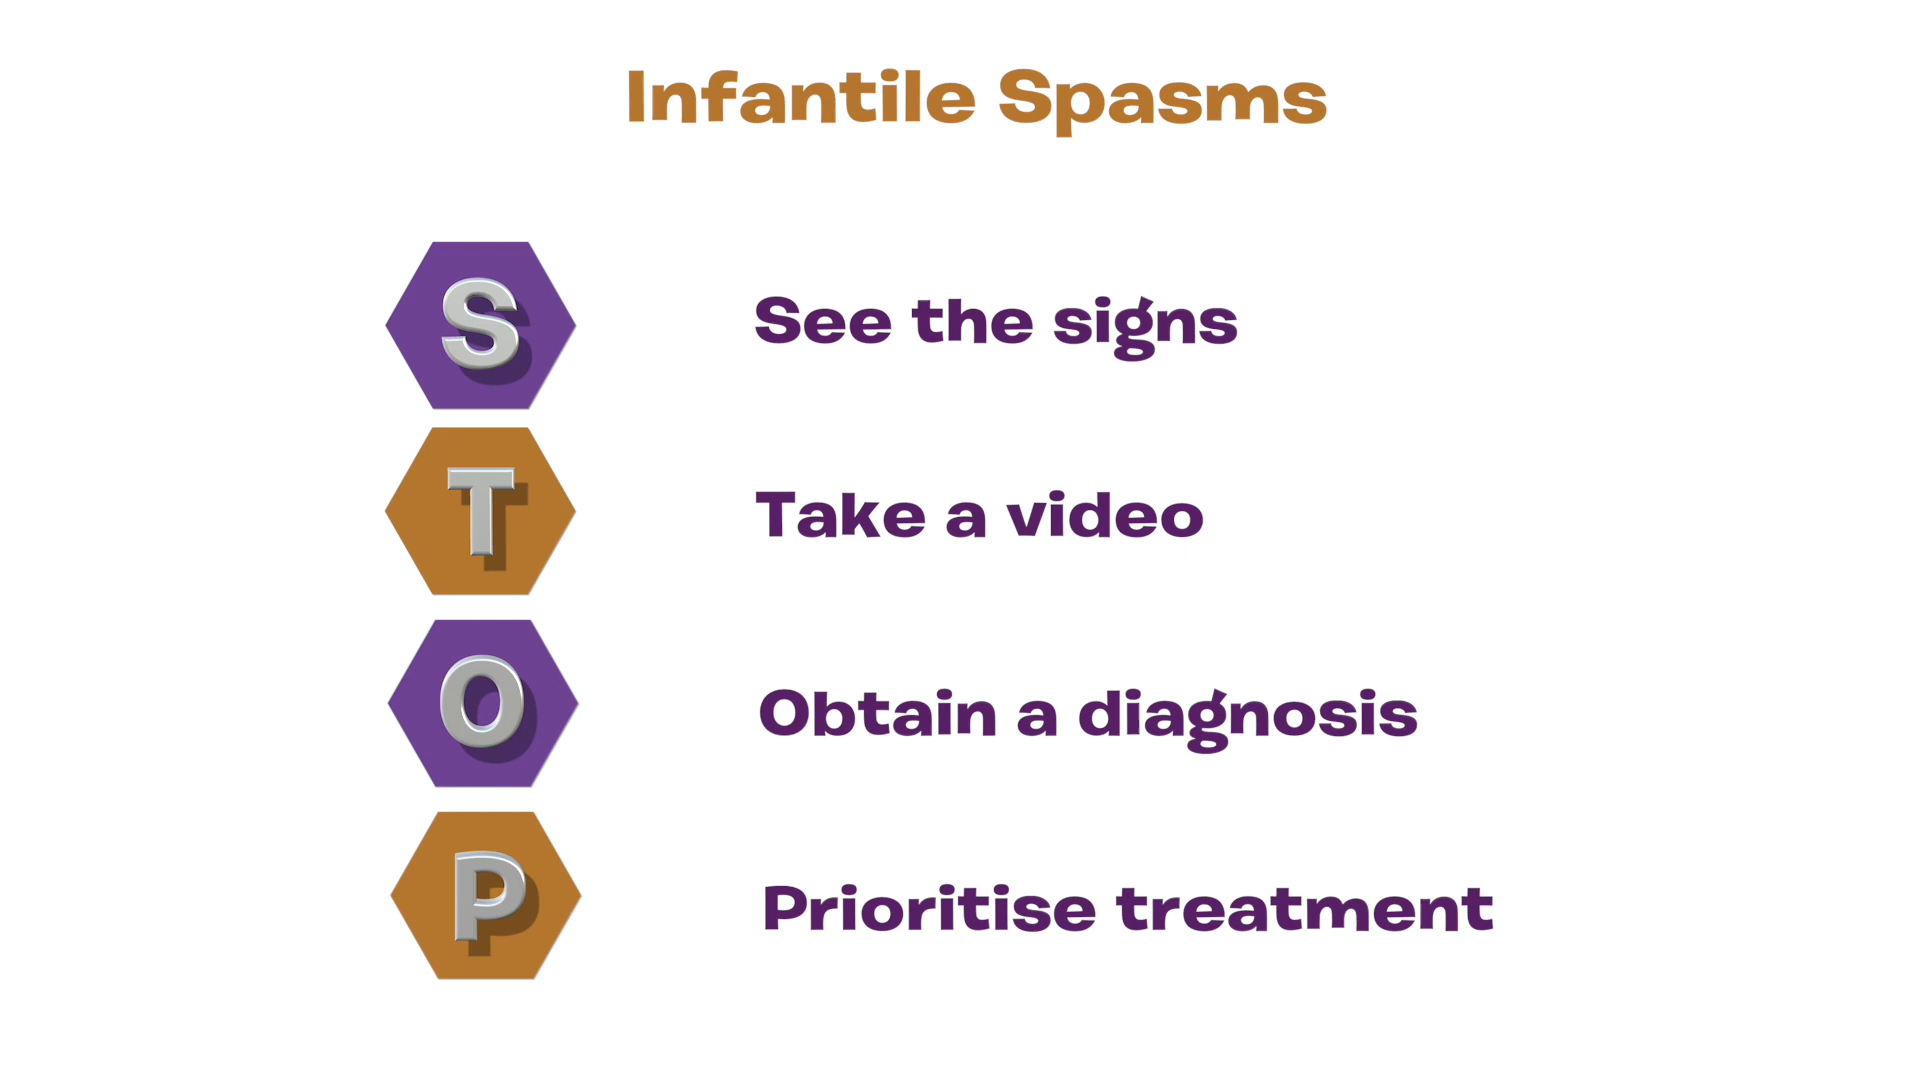 Infantile Spasms
S See the signs
T Take a video
O Obtain a diagnosis
P Prioritise treatment